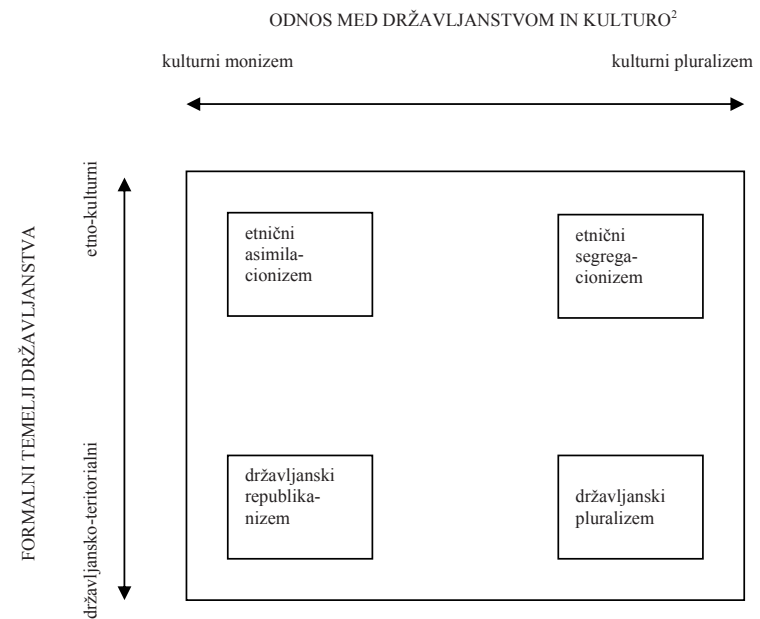 ODNOS MED DRŽAVLJANSTVOM IN KULTURO²
kulturni monizem
kulturni pluralizem
FORMALNI TEMELJI DRŽAVLJANSTVA
etno-kulturni
državljansko-teritorialni
etnični
asimila-
cionizem
etnični
segrega-
cionizem
državljanski
republika-
nizem
državljanski
pluralizem